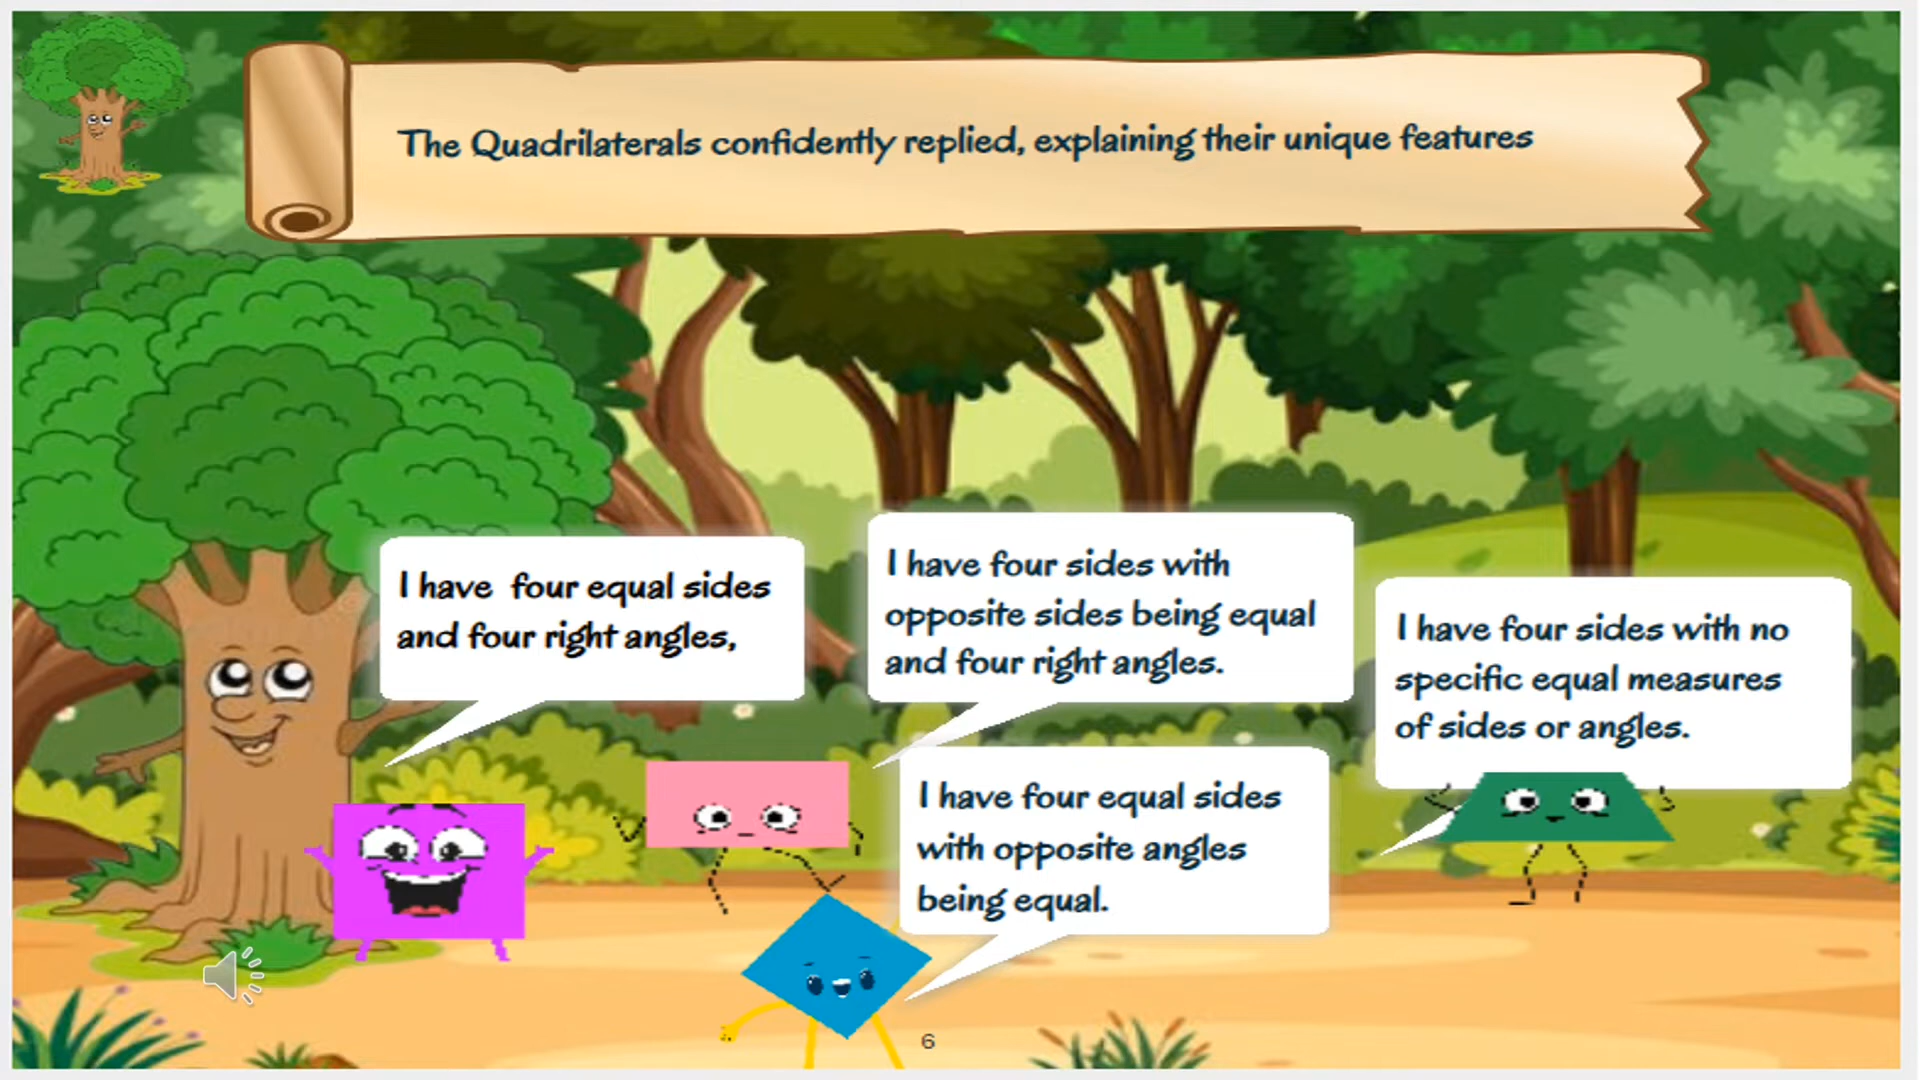 The Quadrilaterals confidently replied, explaining their unique features
I have four equal sides
and four right angles,
I have four sides with
opposite sides being equal
and four right angles.
I have four sides with no
specific equal measures
of sides or angles.
I have four equal sides
with opposite angles
being equal.
6